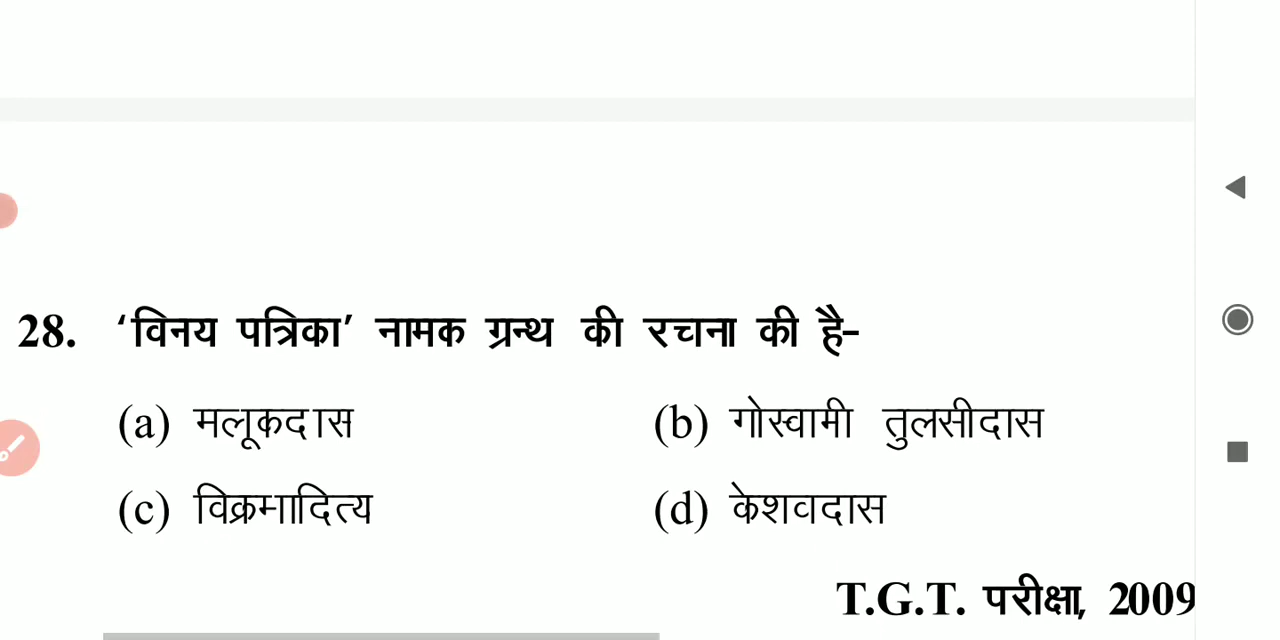 28. ‘विनय पत्रिका’ नामक ग्रन्थ की रचना की है-
(a) मलूकदास (b) गोस्वामी तुलसीदास
(c) विक्रमादित्य (d) केशवदास
T.G.T. परीक्षा, 2009